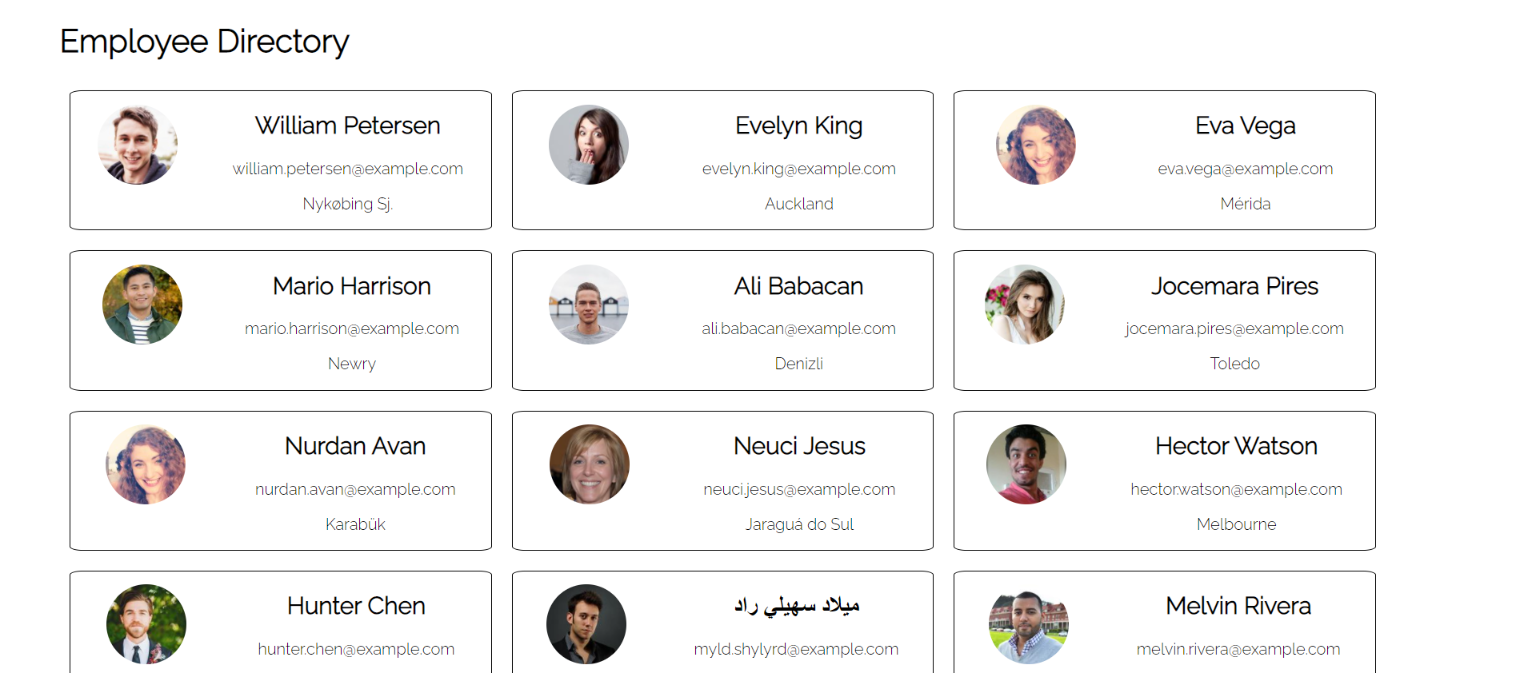 Employee Directory
William Petersen
william.petersen@example.com
Nykøbing Sj.
Evelyn King
evelyn.king@example.com
Auckland
Eva Vega
eva.vega@example.com
Mérida
Mario Harrison
mario.harrison@example.com
Newry
Ali Babacan
ali.babacan@example.com
Denizli
Jocemara Pires
jocemara.pires@example.com
Toledo
Nurdan Avan
nurdan.avan@example.com
Karabük
Neuci Jesus
neuci.jesus@example.com
Jaraguá do Sul
Hector Watson
hector.watson@example.com
Melbourne
Hunter Chen
hunter.chen@example.com
میلاد سهيلي راد
myld.shylyrd@example.com
Melvin Rivera
melvin.rivera@example.com